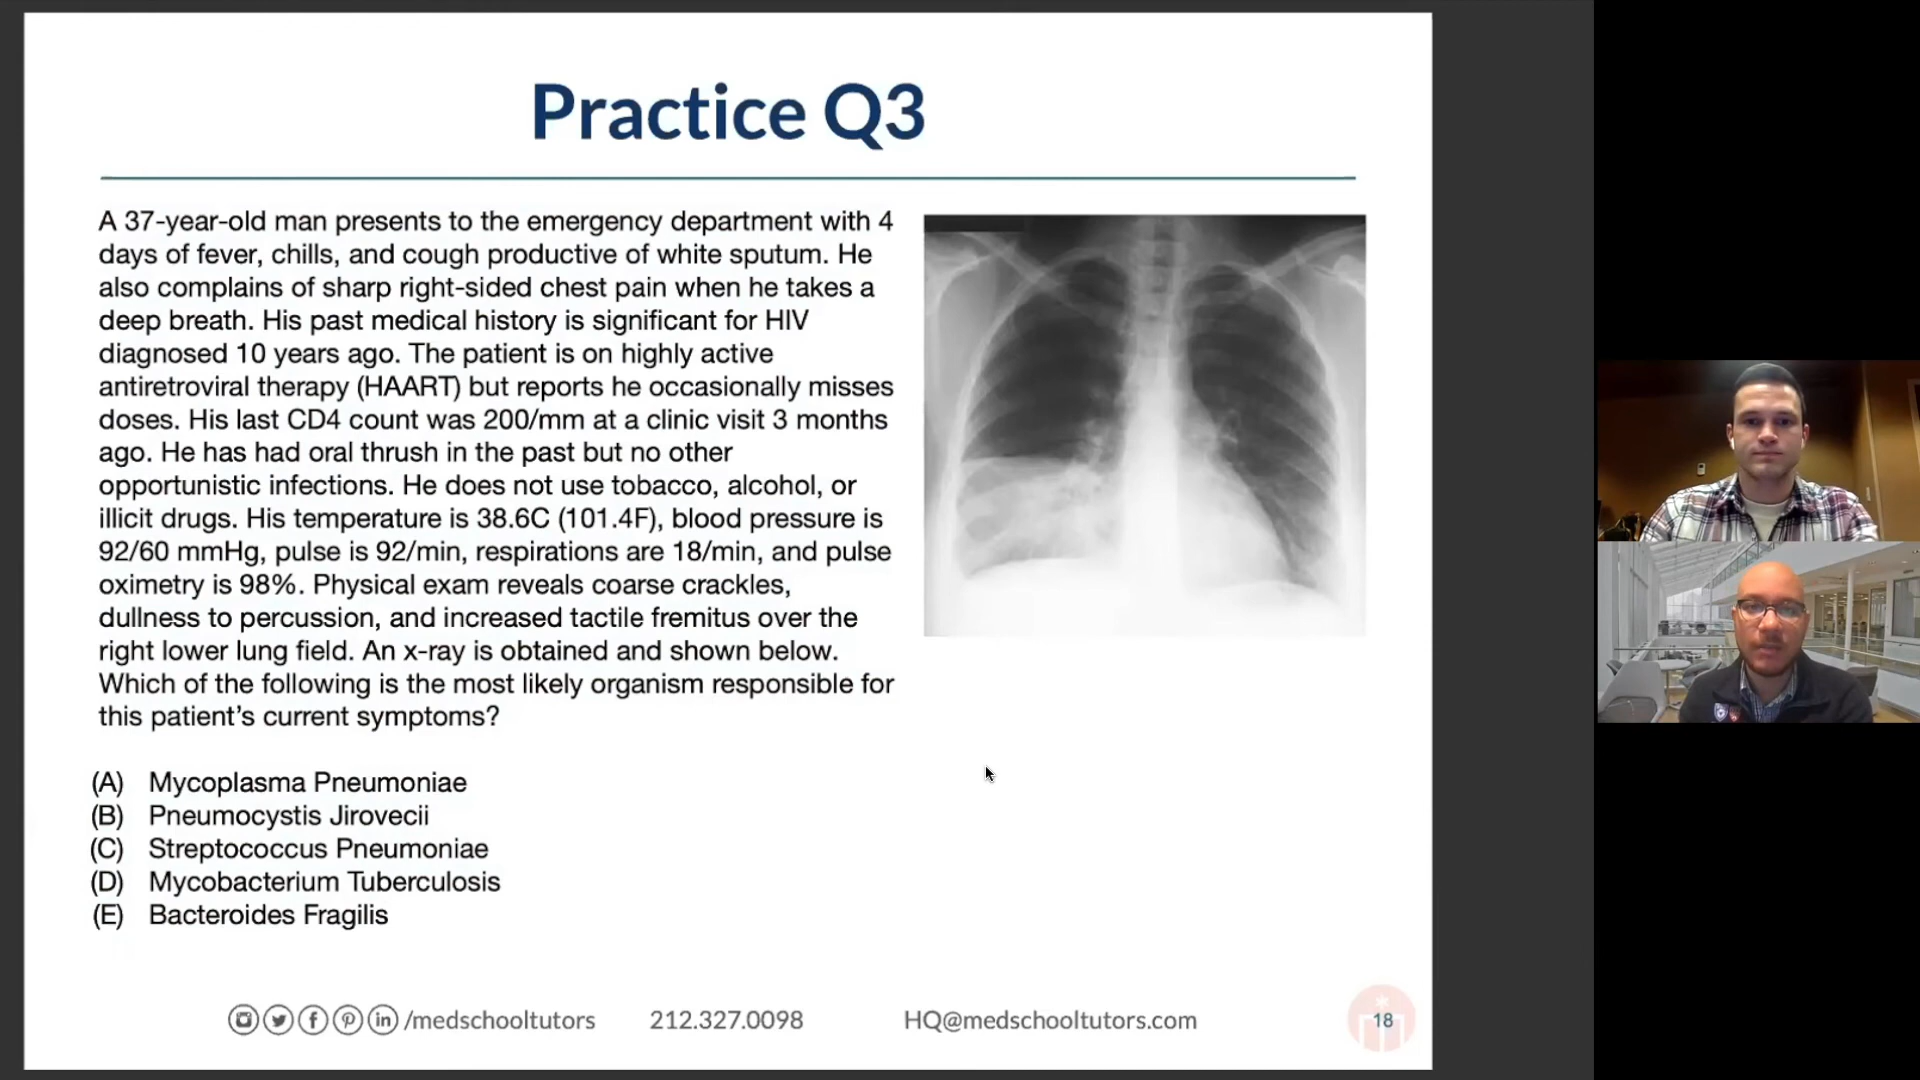 Practice Q3
A 37-year-old man presents to the emergency department with 4
days of fever, chills, and cough productive of white sputum. He
also complains of sharp right-sided chest pain when he takes a
deep breath. His past medical history is significant for HIV
diagnosed 10 years ago. The patient is on highly active
antiretroviral therapy (HAART) but reports he occasionally misses
doses. His last CD4 count was 200/mm at a clinic visit 3 months
ago. He has had oral thrush in the past but no other
opportunistic infections. He does not use tobacco, alcohol, or
illicit drugs. His temperature is 38.6C (101.4F), blood pressure is
92/60 mmHg, pulse is 92/min, respirations are 18/min, and pulse
oximetry is 98%. Physical exam reveals coarse crackles,
dullness to percussion, and increased tactile fremitus over the
right lower lung field. An x-ray is obtained and shown below.
Which of the following is the most likely organism responsible for
this patient's current symptoms?
(A) Mycoplasma Pneumoniae
(B) Pneumocystis Jirovecii
(C) Streptococcus Pneumoniae
(D) Mycobacterium Tuberculosis
(E) Bacteroides Fragilis
/medschooltutors 212.327.0098 HQ@medschooltutors.com 18